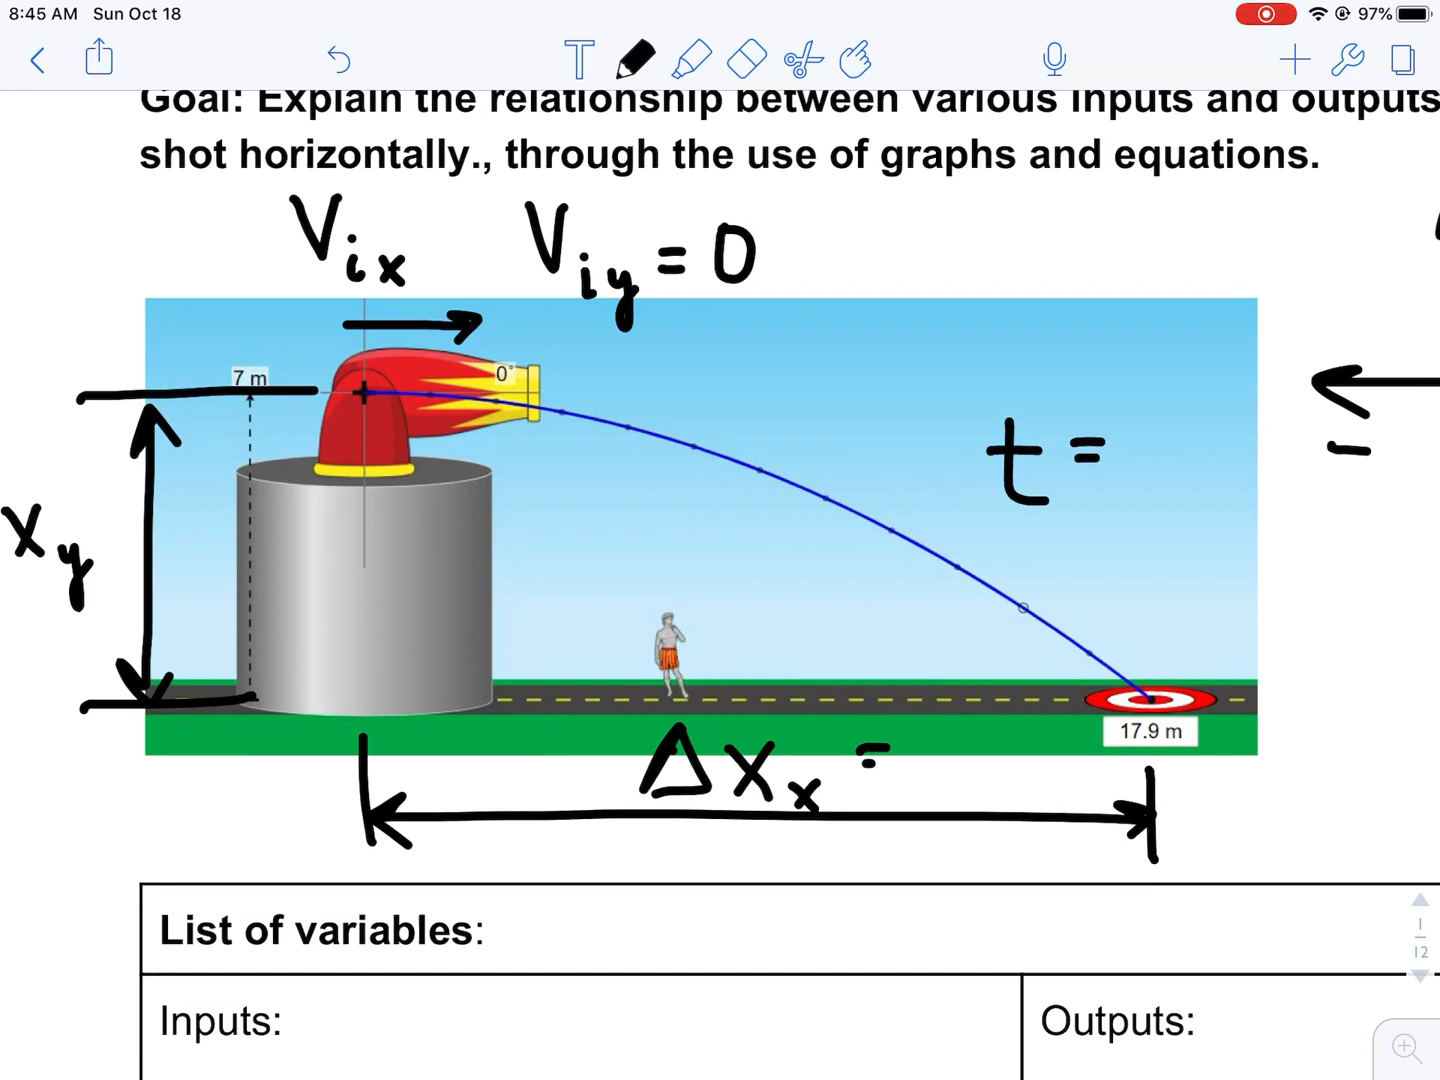 8:45 AM Sun Oct 18
97%
T
Goal: Explain the relationship between various inputs and outputs
shot horizontally., through the use of graphs and equations.
Vix Viy = 0
7 m
0°
t =
xy
17.9 m
Δxx =
List of variables:
Inputs:
Outputs:
1
12